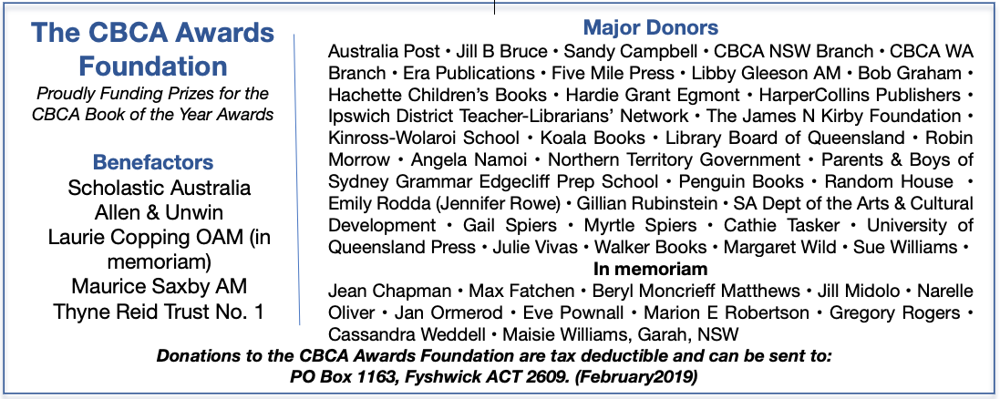 The CBCA Awards
Foundation
Proudly Funding Prizes for the
CBCA Book of the Year Awards
Benefactors
Scholastic Australia
Allen & Unwin
Laurie Copping OAM (in
memoriam)
Maurice Saxby AM
Thyne Reid Trust No. 1
Major Donors
Australia Post • Jill B Bruce • Sandy Campbell • CBCA NSW Branch • CBCA WA
Branch • Era Publications • Five Mile Press • Libby Gleeson AM • Bob Graham •
Hachette Children’s Books • Hardie Grant Egmont • HarperCollins Publishers •
Ipswich District Teacher-Librarians’ Network • The James N Kirby Foundation •
Kinross-Wolaroi School • Koala Books • Library Board of Queensland • Robin
Morrow • Angela Namoi • Northern Territory Government • Parents & Boys of
Sydney Grammar Edgecliff Prep School • Penguin Books • Random House •
Emily Rodda (Jennifer Rowe) • Gillian Rubinstein • SA Dept of the Arts & Cultural
Development • Gail Spiers • Myrtle Spiers • Cathie Tasker • University of
Queensland Press • Julie Vivas • Walker Books • Margaret Wild • Sue Williams •
In memoriam
Jean Chapman • Max Fatchen • Beryl Moncrieff Matthews • Jill Midolo • Narelle
Oliver • Jan Ormerod • Eve Pownall • Marion E Robertson • Gregory Rogers •
Cassandra Weddell • Maisie Williams, Garah, NSW
Donations to the CBCA Awards Foundation are tax deductible and can be sent to:
PO Box 1163, Fyshwick ACT 2609. (February2019)